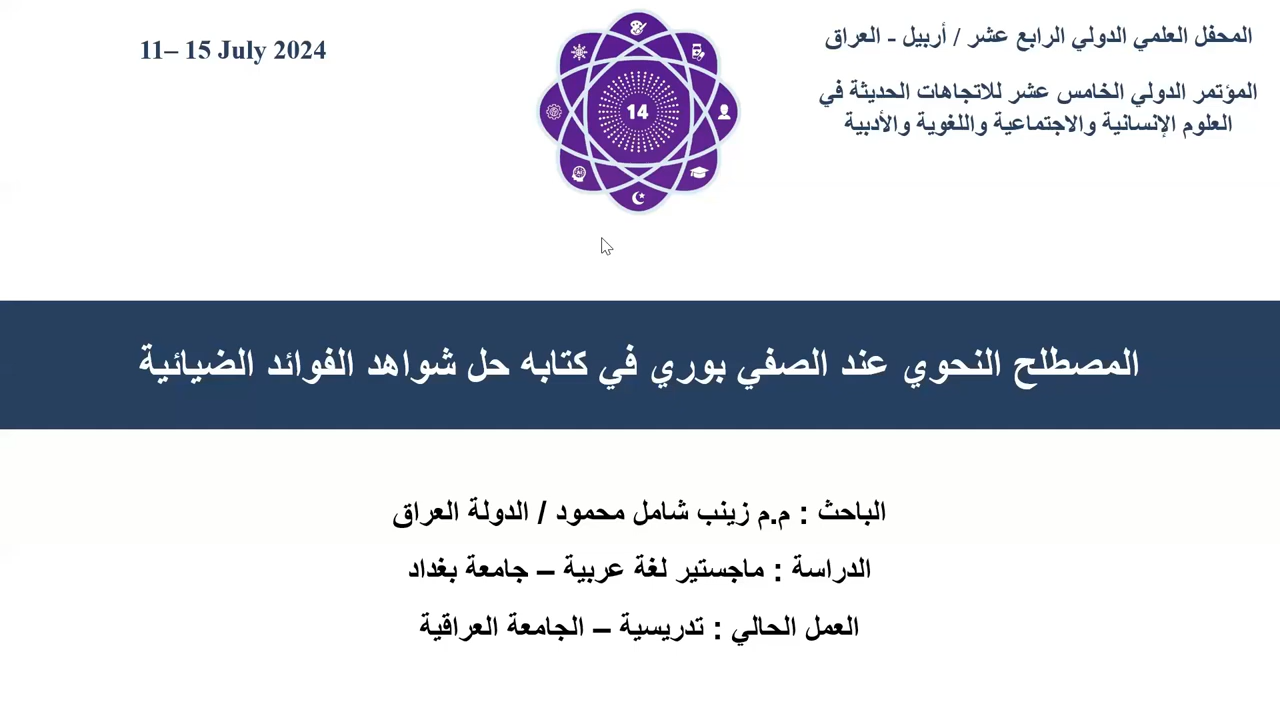 المحفل العلمي الدولي الرابع عشر / أربيل - العراق
11– 15 July 2024
المؤتمر الدولي الخامس عشر للاتجاهات الحديثة في
العلوم الإنسانية والاجتماعية واللغوية والأدبية
14
AI
المصطلح النحوي عند الصفي بوري في كتابه حل شواهد الفوائد الضيائية
الباحث : م.م زينب شامل محمود / الدولة العراق
الدراسة : ماجستير لغة عربية – جامعة بغداد
العمل الحالي : تدريسية – الجامعة العراقية